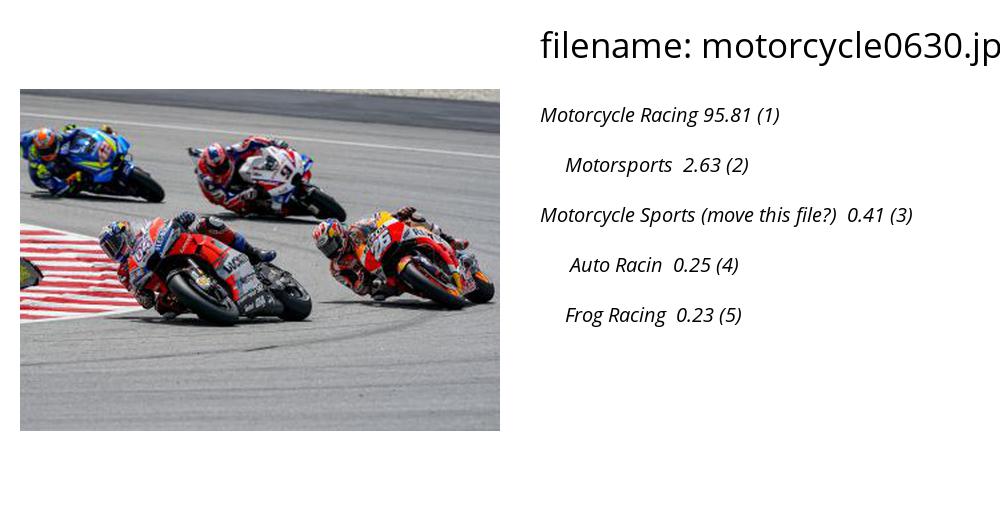 filename: motorcycle0630.jp
Motorcycle Racing 95.81 (1)
Motorsports 2.63 (2)
Motorcycle Sports (move this file?) 0.41 (3)
Auto Racin 0.25 (4)
Frog Racing 0.23 (5)